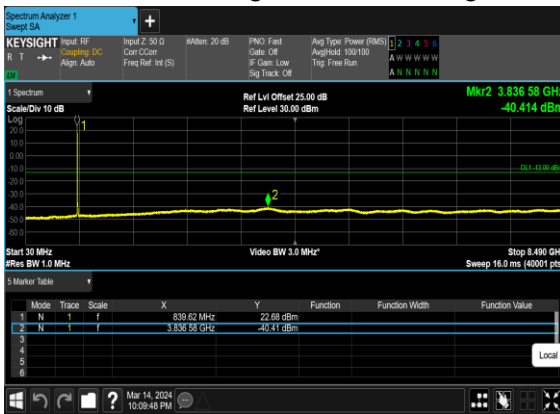 Spectrum Analyzer 1
Swept SA
+
KEYSIGHT Input: RF Input Z: 50 Ω #Atten: 20 dB PNO: Fast Avg Type: Power (RMS) 1 2 3 4 5 6
R T Coupling: DC Corr CCorr Gate: Off Avg|Hold: 100/100 A W W W W W
Align: Auto Freq Ref: Int (S) IF Gain: Low Trig: Free Run
Sig Track: Off A N N N N N
1 Spectrum Ref Lvl Offset 25.00 dB Mkr2 3.836 58 GHz
Scale/Div 10 dB Ref Level 30.00 dBm -40.414 dBm
Log
20.0 1
10.0
0.00
-10.0 DL1 -13.00 dBm
-20.0
-30.0
-40.0 2
-50.0
-60.0
Start 30 MHz Video BW 3.0 MHz* Stop 8.490 GH
#Res BW 1.0 MHz Sweep 16.0 ms (40001 pts
5 Marker Table
Mode Trace Scale X Y Function Function Width Function Value
1 N 1 f 839.62 MHz 22.68 dBm
2 N 1 f 3.836 58 GHz -40.41 dBm
3
4
5
6
Local
? Mar 14, 2024
10:09:48 PM